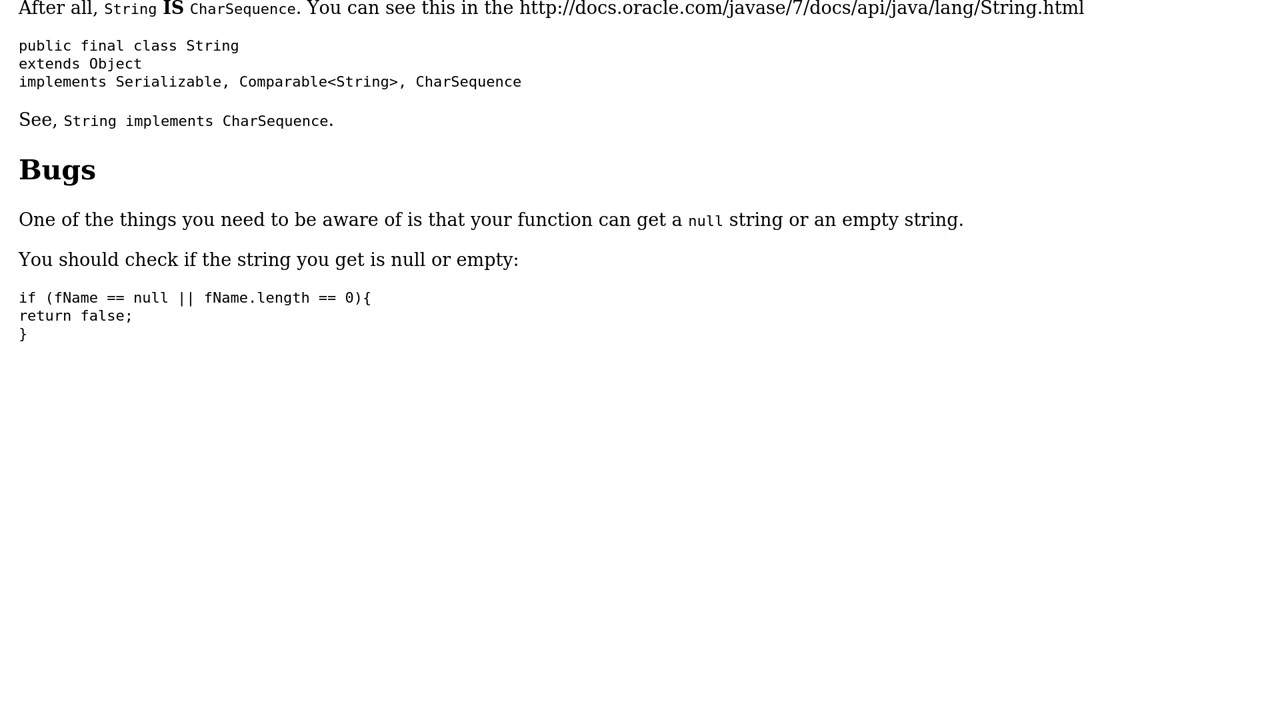 After all, String IS CharSequence. You can see this in the http://docs.oracle.com/javase/7/docs/api/java/lang/String.html
public final class String
extends Object
implements Serializable, Comparable<String>, CharSequence
See, String implements CharSequence.
Bugs
One of the things you need to be aware of is that your function can get a null string or an empty string.
You should check if the string you get is null or empty:
if (fName == null || fName.length == 0){
return false;
}